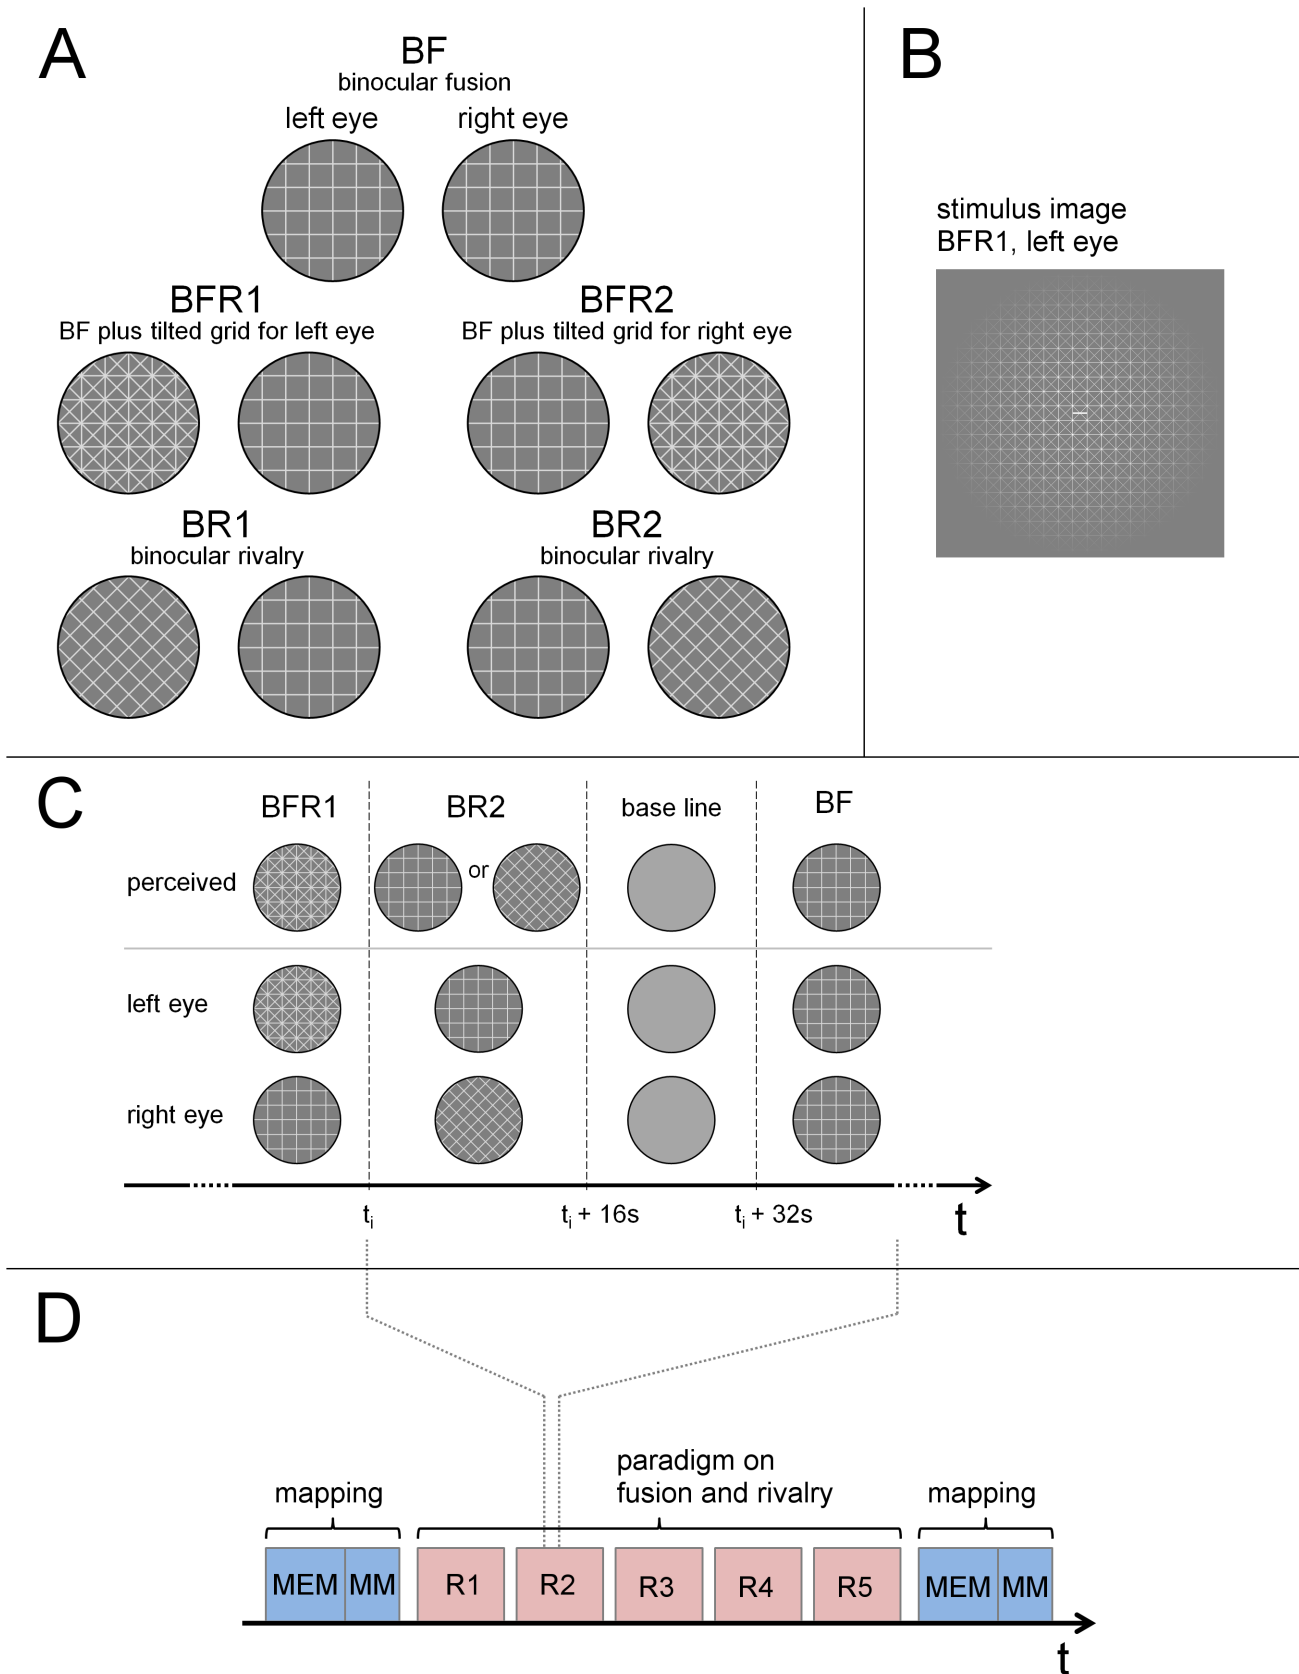 A
BF
binocular fusion
left eye
right eye
BFR1
BF plus tilted grid for left eye
BFR2
BF plus tilted grid for right eye
BR1
binocular rivalry
BR2
binocular rivalry
B
stimulus image
BFR1, left eye
C
BFR1
BR2
base line
BF
perceived
or
left eye
right eye
ti
ti + 16s
ti + 32s
t
D
mapping
paradigm on
fusion and rivalry
mapping
MEM
MM
R1
R2
R3
R4
R5
MEM
MM
t